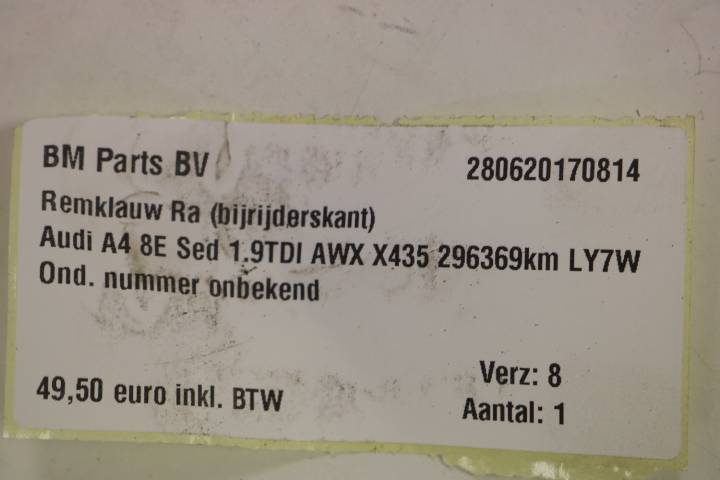 BM Parts BV
280620170814
Remklauw Ra (bijrijderskant)
Audi A4 8E Sed 1.9TDI AWX X435 296369km LY7W
Ond. nummer onbekend
Verz: 8
49,50 euro inkl. BTW
Aantal: 1